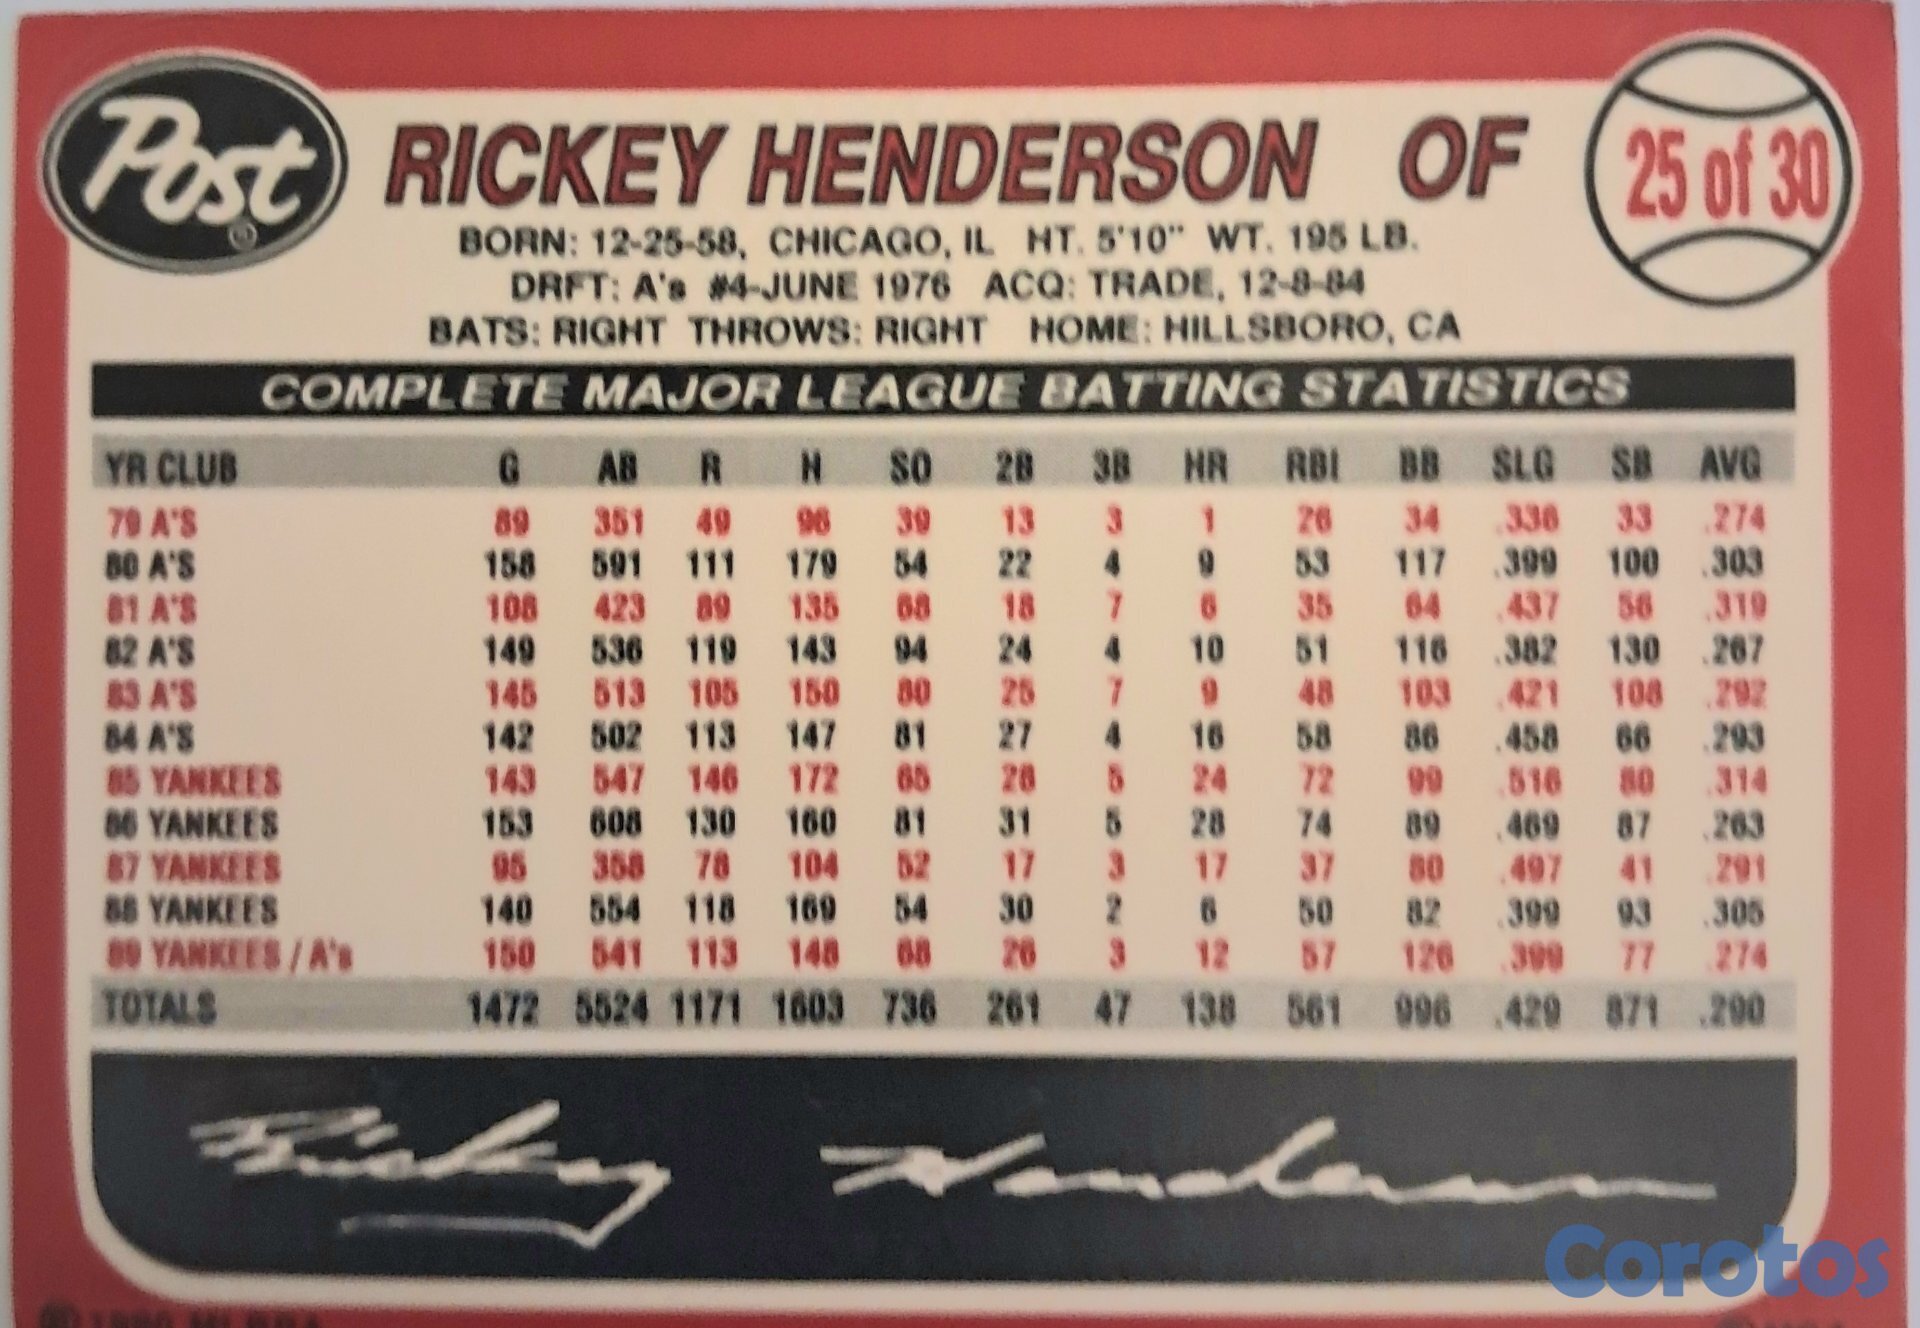 Post
RICKEY HENDERSON OF
25 of 30
BORN: 12-25-58, CHICAGO, IL HT. 5'10" WT. 195 LB.
DRFT: A's #4-JUNE 1976 ACQ: TRADE, 12-8-84
BATS: RIGHT THROWS: RIGHT HOME: HILLSBORO, CA
COMPLETE MAJOR LEAGUE BATTING STATISTICS
YR CLUB G AB R H SO 2B 3B HR RBI BB SLG SB AVG
79 A'S 89 351 49 96 39 13 3 1 26 34 .336 33 .274
80 A'S 158 591 111 179 54 22 4 9 53 117 .399 100 .303
81 A'S 108 423 89 135 68 18 7 6 35 64 .437 56 .319
82 A'S 149 536 119 143 94 24 4 10 51 116 .382 130 .267
83 A'S 145 513 105 150 80 25 7 9 48 103 .421 108 .292
84 A'S 142 502 113 147 81 27 4 16 58 86 .458 66 .293
85 YANKEES 143 547 146 172 65 28 5 24 72 99 .516 80 .314
86 YANKEES 153 608 130 160 81 31 5 28 74 89 .469 87 .263
87 YANKEES 95 358 78 104 52 17 3 17 37 80 .497 41 .291
88 YANKEES 140 554 118 169 54 30 2 6 50 82 .399 93 .305
89 YANKEES / A's 150 541 113 148 68 26 3 12 57 126 .399 77 .274
TOTALS 1472 5524 1171 1603 736 261 47 138 561 996 .429 871 .290
Rickey Henderson
Corotos